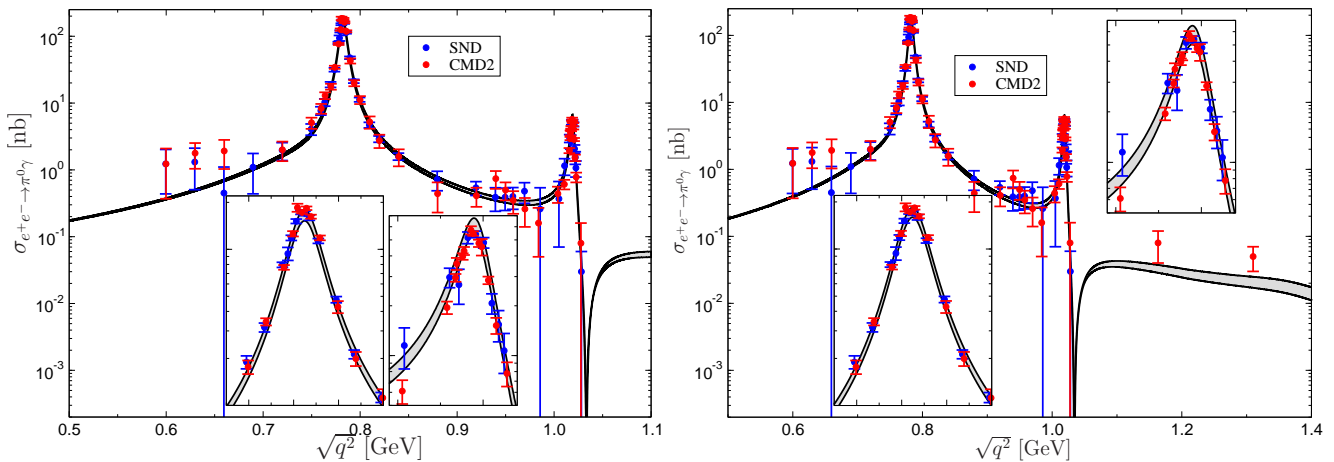 σ_{e⁺e⁻→π⁰γ} [nb]
10²
10¹
10⁰
10⁻¹
10⁻²
10⁻³
SND
CMD2
0.5 0.6 0.7 0.8 0.9 1.0 1.1
√q² [GeV]
σ_{e⁺e⁻→π⁰γ} [nb]
10²
10¹
10⁰
10⁻¹
10⁻²
10⁻³
SND
CMD2
0.6 0.8 1.0 1.2 1.4
√q² [GeV]